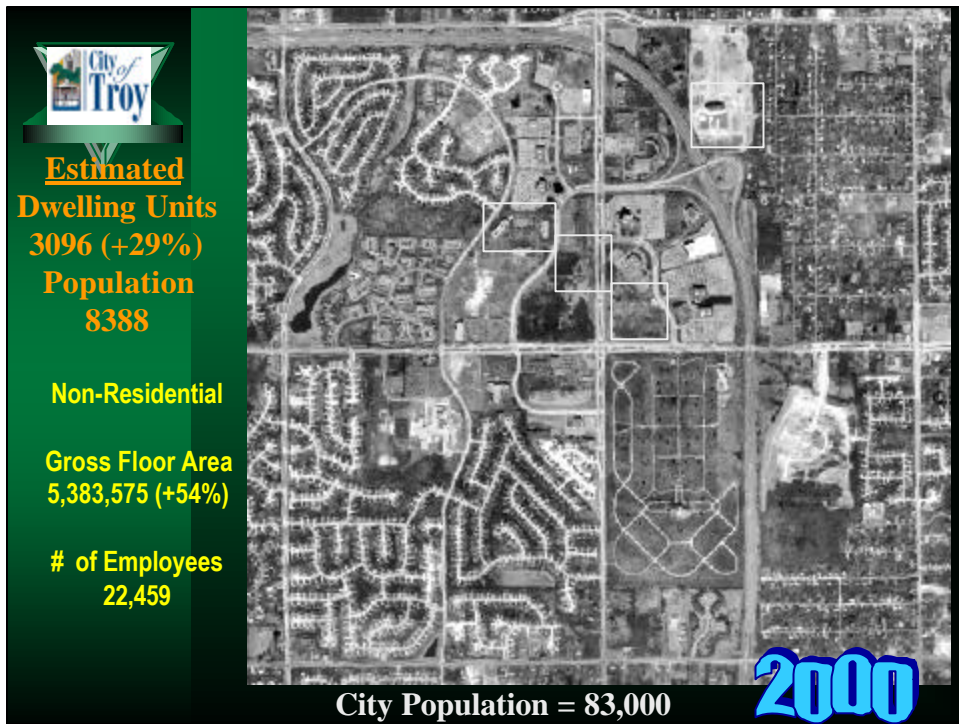 City
of
Troy
Estimated
Dwelling Units
3096 (+29%)
Population
8388
Non-Residential
Gross Floor Area
5,383,575 (+54%)
# of Employees
22,459
City Population = 83,000
2000